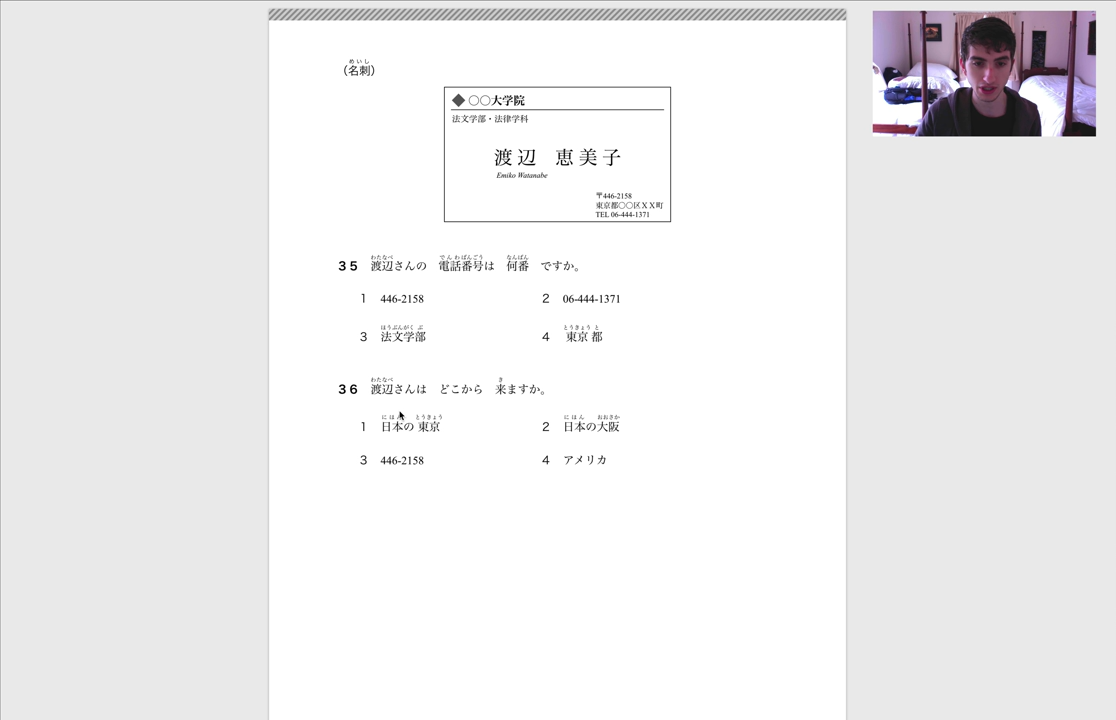 （名刺）
めいし
◆ ○○大学院
法文学部・法律学科
渡辺　恵美子
Emiko Watanabe
〒446-2158
東京都○○区ＸＸ町
TEL 06-444-1371
わたなべ でんわばんごう なんばん
３５ 渡辺さんの　電話番号は　何番　ですか。
1 446-2158 2 06-444-1371
ほうぶんがくぶ とうきょうと
3 法文学部 4 東京都
わたなべ き
３６ 渡辺さんは　どこから　来ますか。
にほん とうきょう にほん おおさか
1 日本の 東京 2 日本の大阪
3 446-2158 4 アメリカ